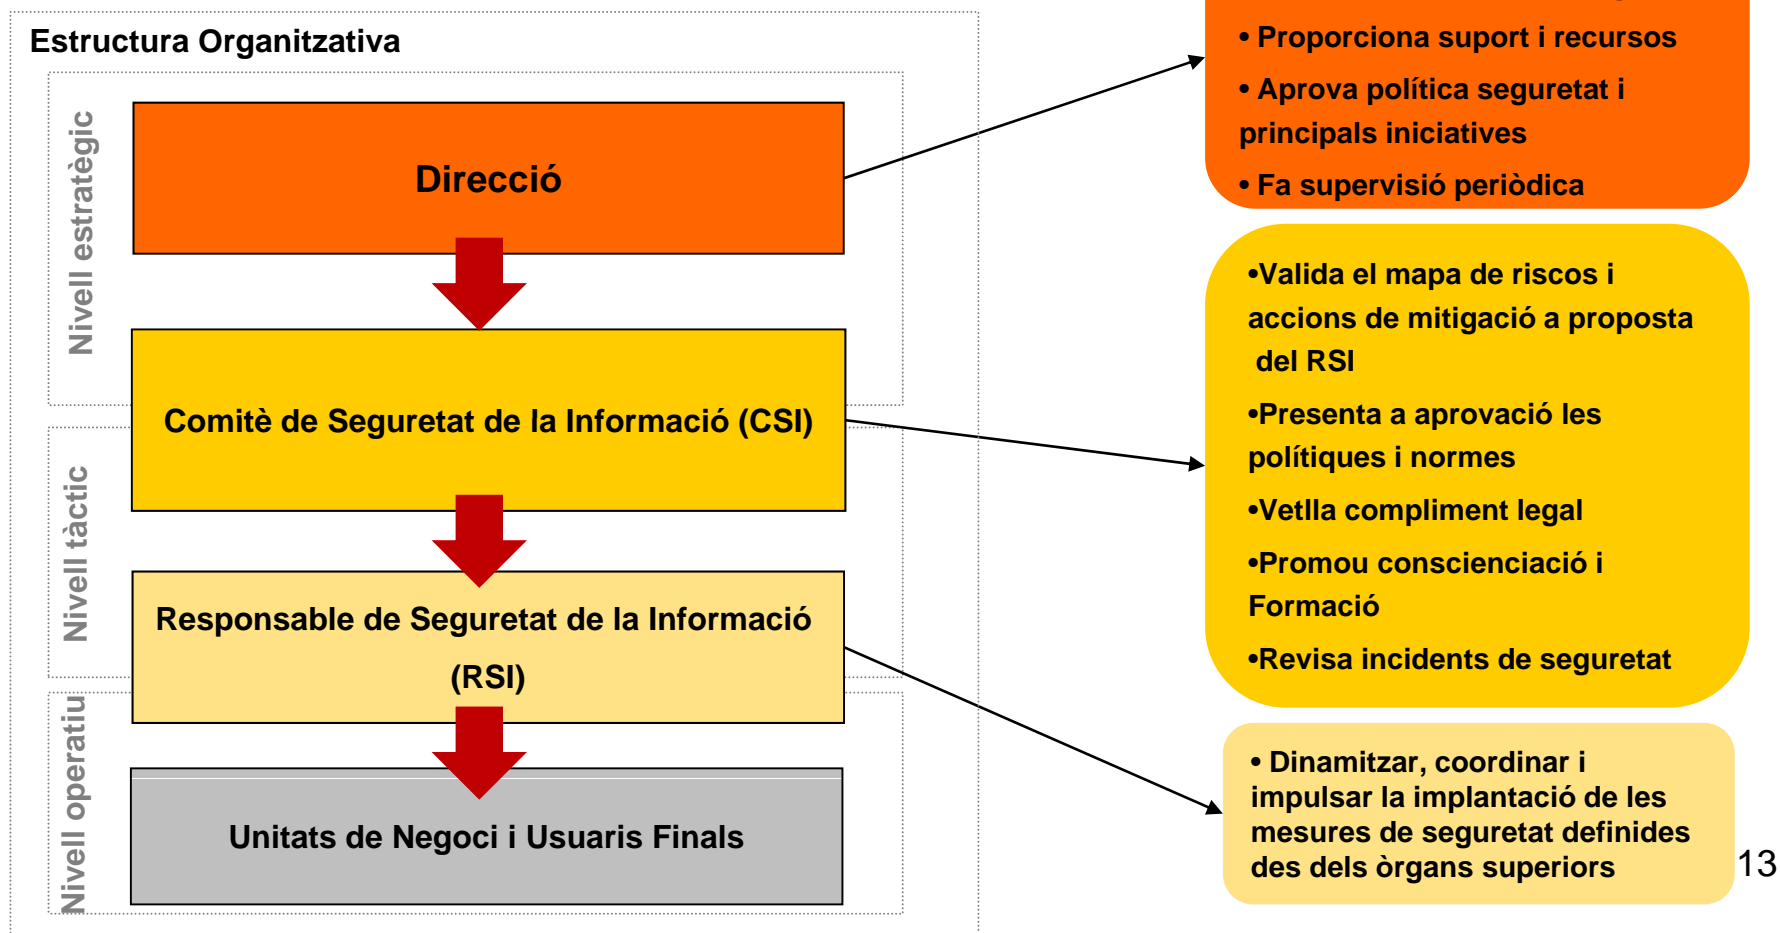 Estructura Organitzativa
Nivell estratègic
Direcció
Comitè de Seguretat de la Informació (CSI)
Nivell tàctic
Responsable de Seguretat de la Informació
(RSI)
Nivell operatiu
Unitats de Negoci i Usuaris Finals
• Proporciona suport i recursos
• Aprova política seguretat i
principals iniciatives
• Fa supervisió periòdica
•Valida el mapa de riscos i
accions de mitigació a proposta
del RSI
•Presenta a aprovació les
polítiques i normes
•Vetlla compliment legal
•Promou conscienciació i
Formació
•Revisa incidents de seguretat
• Dinamitzar, coordinar i
impulsar la implantació de les
mesures de seguretat definides
des dels òrgans superiors
13